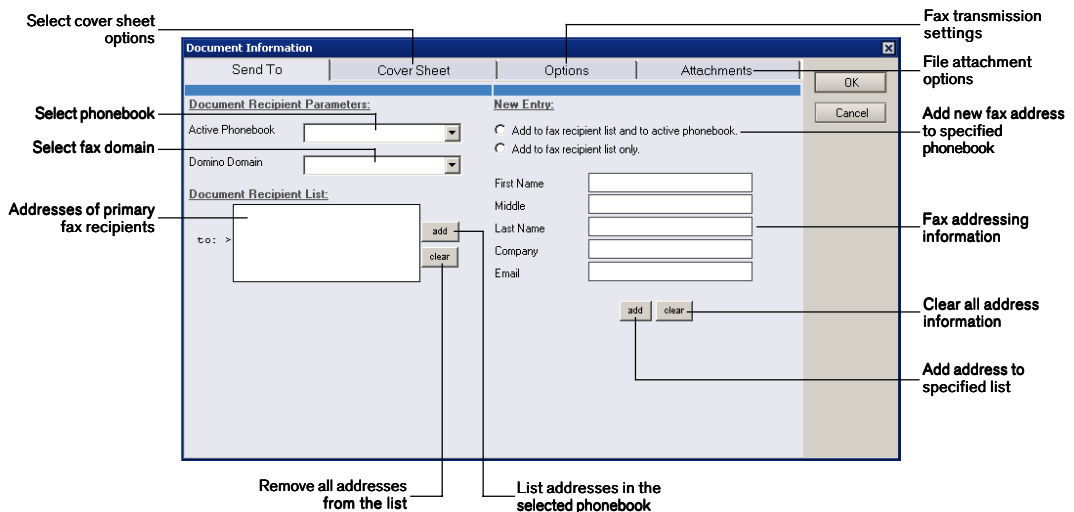 Select cover sheet
options
Fax transmission
settings
Document Information
Send To
Cover Sheet
Options
Attachments
File attachment
options
OK
Cancel
Select phonebook
Document Recipient Parameters:
Active Phonebook
Select fax domain
Domino Domain
Document Recipient List:
Addresses of primary
fax recipients
to: >
add
clear
New Entry:
Add to fax recipient list and to active phonebook.
Add to fax recipient list only.
Add new fax address
to specified
phonebook
First Name
Middle
Last Name
Company
Email
Fax addressing
information
add
clear
Clear all address
information
Add address to
specified list
Remove all addresses
from the list
List addresses in the
selected phonebook